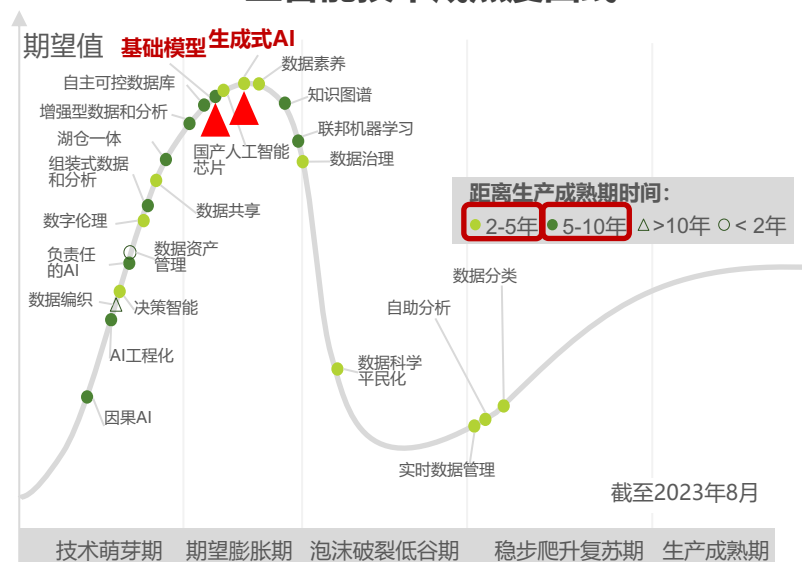 期望值
基础模型
生成式AI
数据素养
自主可控数据库
知识图谱
增强型数据和分析
联邦机器学习
湖仓一体
国产人工智能
芯片
数据治理
组装式数据
和分析
距离生产成熟期时间：
2-5年 5-10年 △>10年 ○< 2年
数字伦理
数据共享
负责任
的AI
数据资产
管理
数据分类
数据编织
决策智能
自助分析
AI工程化
数据科学
平民化
因果AI
实时数据管理
截至2023年8月
技术萌芽期 期望膨胀期 泡沫破裂低谷期 稳步爬升复苏期 生产成熟期